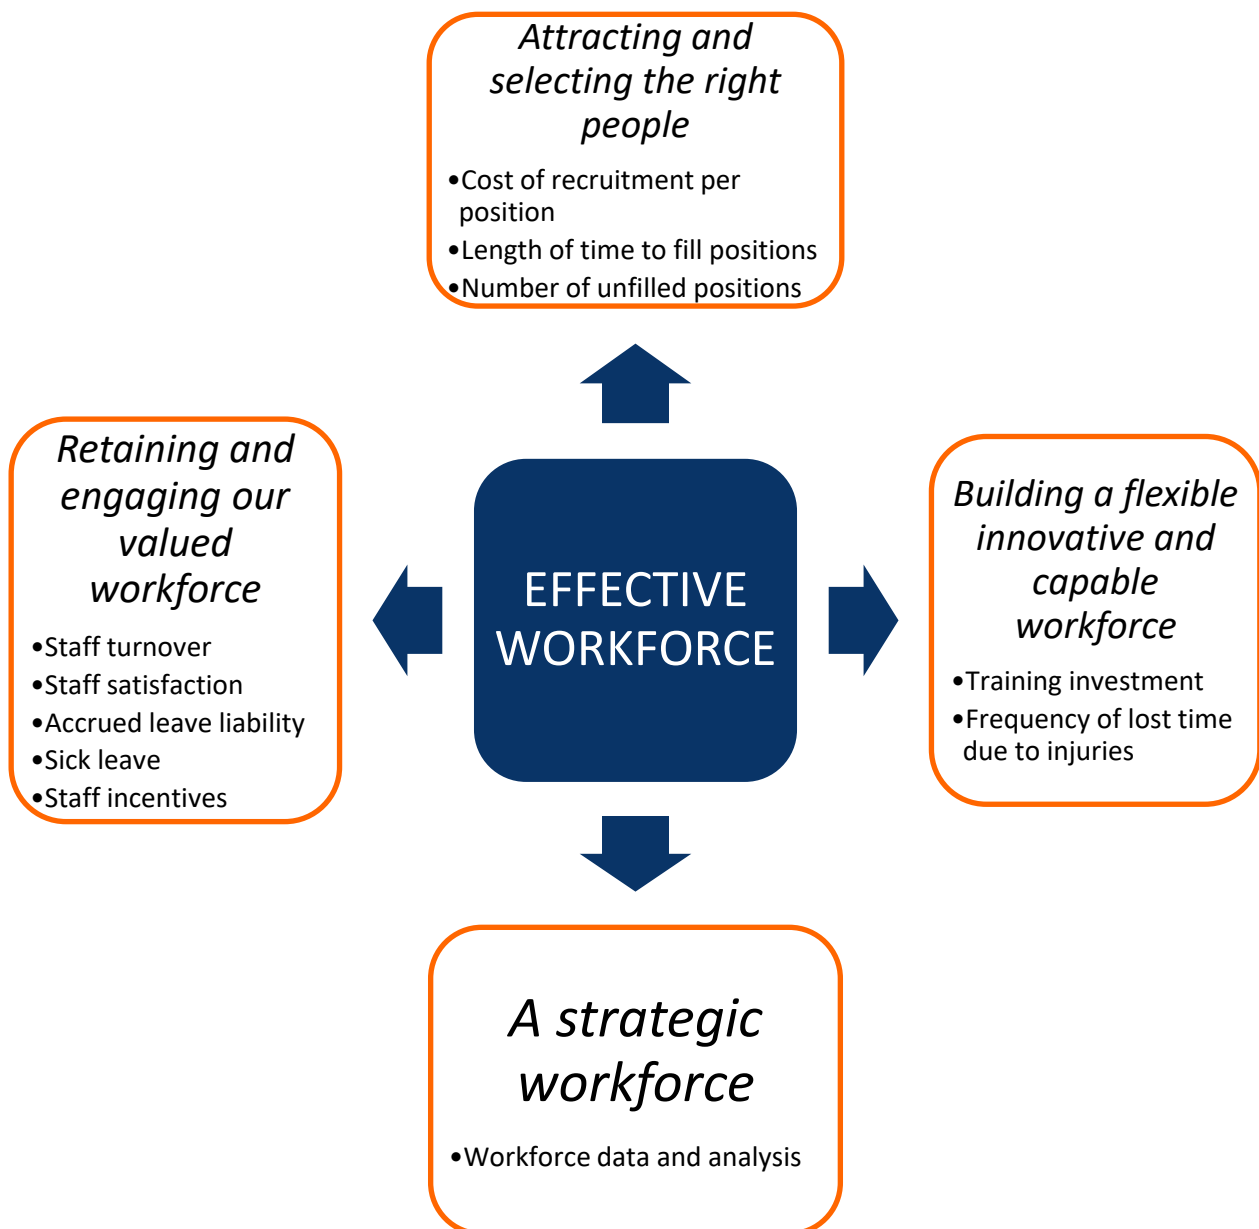 Attracting and
selecting the right
people
•Cost of recruitment per
position
•Length of time to fill positions
•Number of unfilled positions
Retaining and
engaging our
valued
workforce
•Staff turnover
•Staff satisfaction
•Accrued leave liability
•Sick leave
•Staff incentives
EFFECTIVE
WORKFORCE
Building a flexible
innovative and
capable
workforce
•Training investment
•Frequency of lost time
due to injuries
A strategic
workforce
•Workforce data and analysis